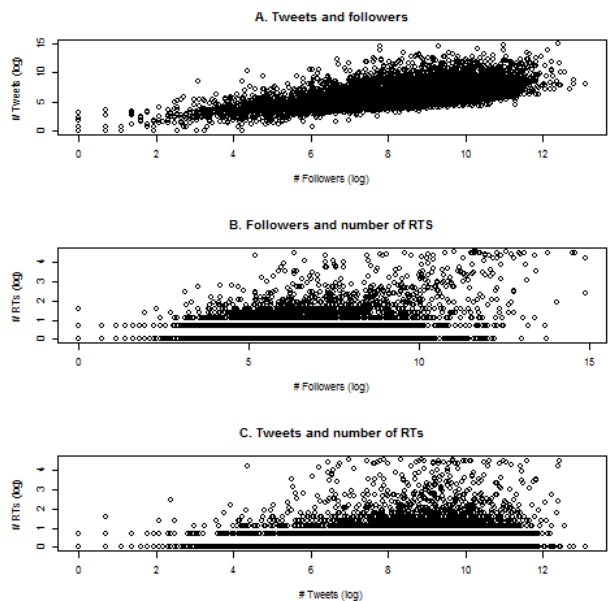 A. Tweets and followers
15
10
5
0
# Tweets (log)
0 2 4 6 8 10 12
# Followers (log)
B. Followers and number of RTS
4
3
2
1
0
# RTs (log)
0 5 10 15
# Followers (log)
C. Tweets and number of RTs
4
3
2
1
0
# RTs (log)
0 2 4 6 8 10 12
# Tweets (log)